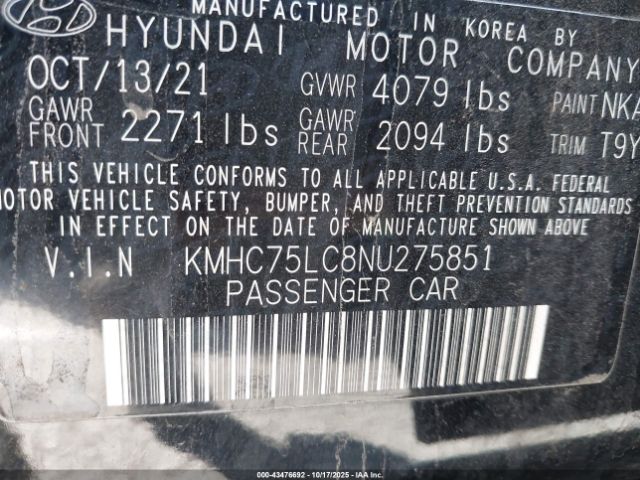 MANUFACTURED IN KOREA BY
HYUNDAI MOTOR COMPANY
OCT/13/21 GVWR 4079 lbs PAINT NK
GAWR FRONT 2271 lbs GAWR REAR 2094 lbs TRIM T9Y
THIS VEHICLE CONFORMS TO ALL APPLICABLE U.S.A. FEDERAL
MOTOR VEHICLE SAFETY, BUMPER, AND THEFT PREVENTION STANDARDS
IN EFFECT ON THE DATE OF MANUFACTURE SHOWN ABOVE
V.I.N KMHC75LC8NU275851
PASSENGER CAR
000-43476692 | 10/17/2025 | IAA, Inc.